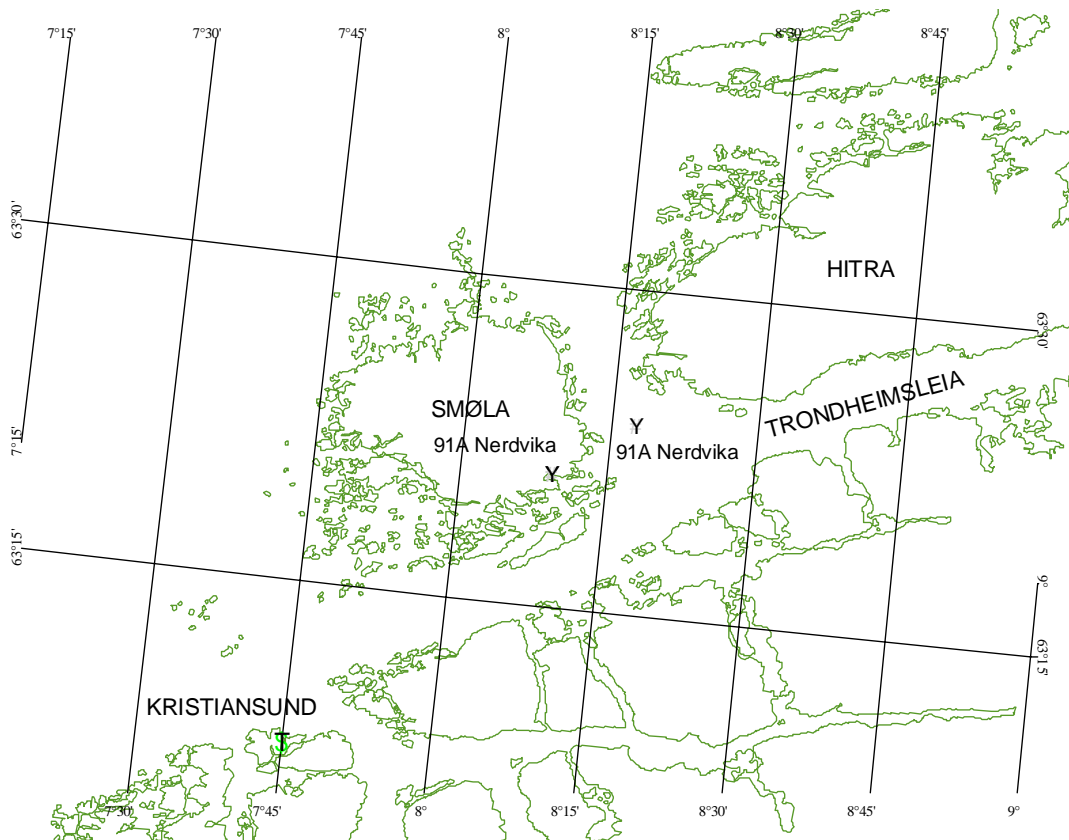 7°15' 7°30' 7°45' 8° 8°15' 8°30' 8°45'
63°30'
HITRA
63°30'
SMØLA
TRONDHEIMSLEIA
Y
91A Nerdvika
91A Nerdvika
Y
7°15'
63°15'
9°
63°15'
KRISTIANSUND
T
S
7°30' 7°45' 8° 8°15' 8°30' 8°45' 9°